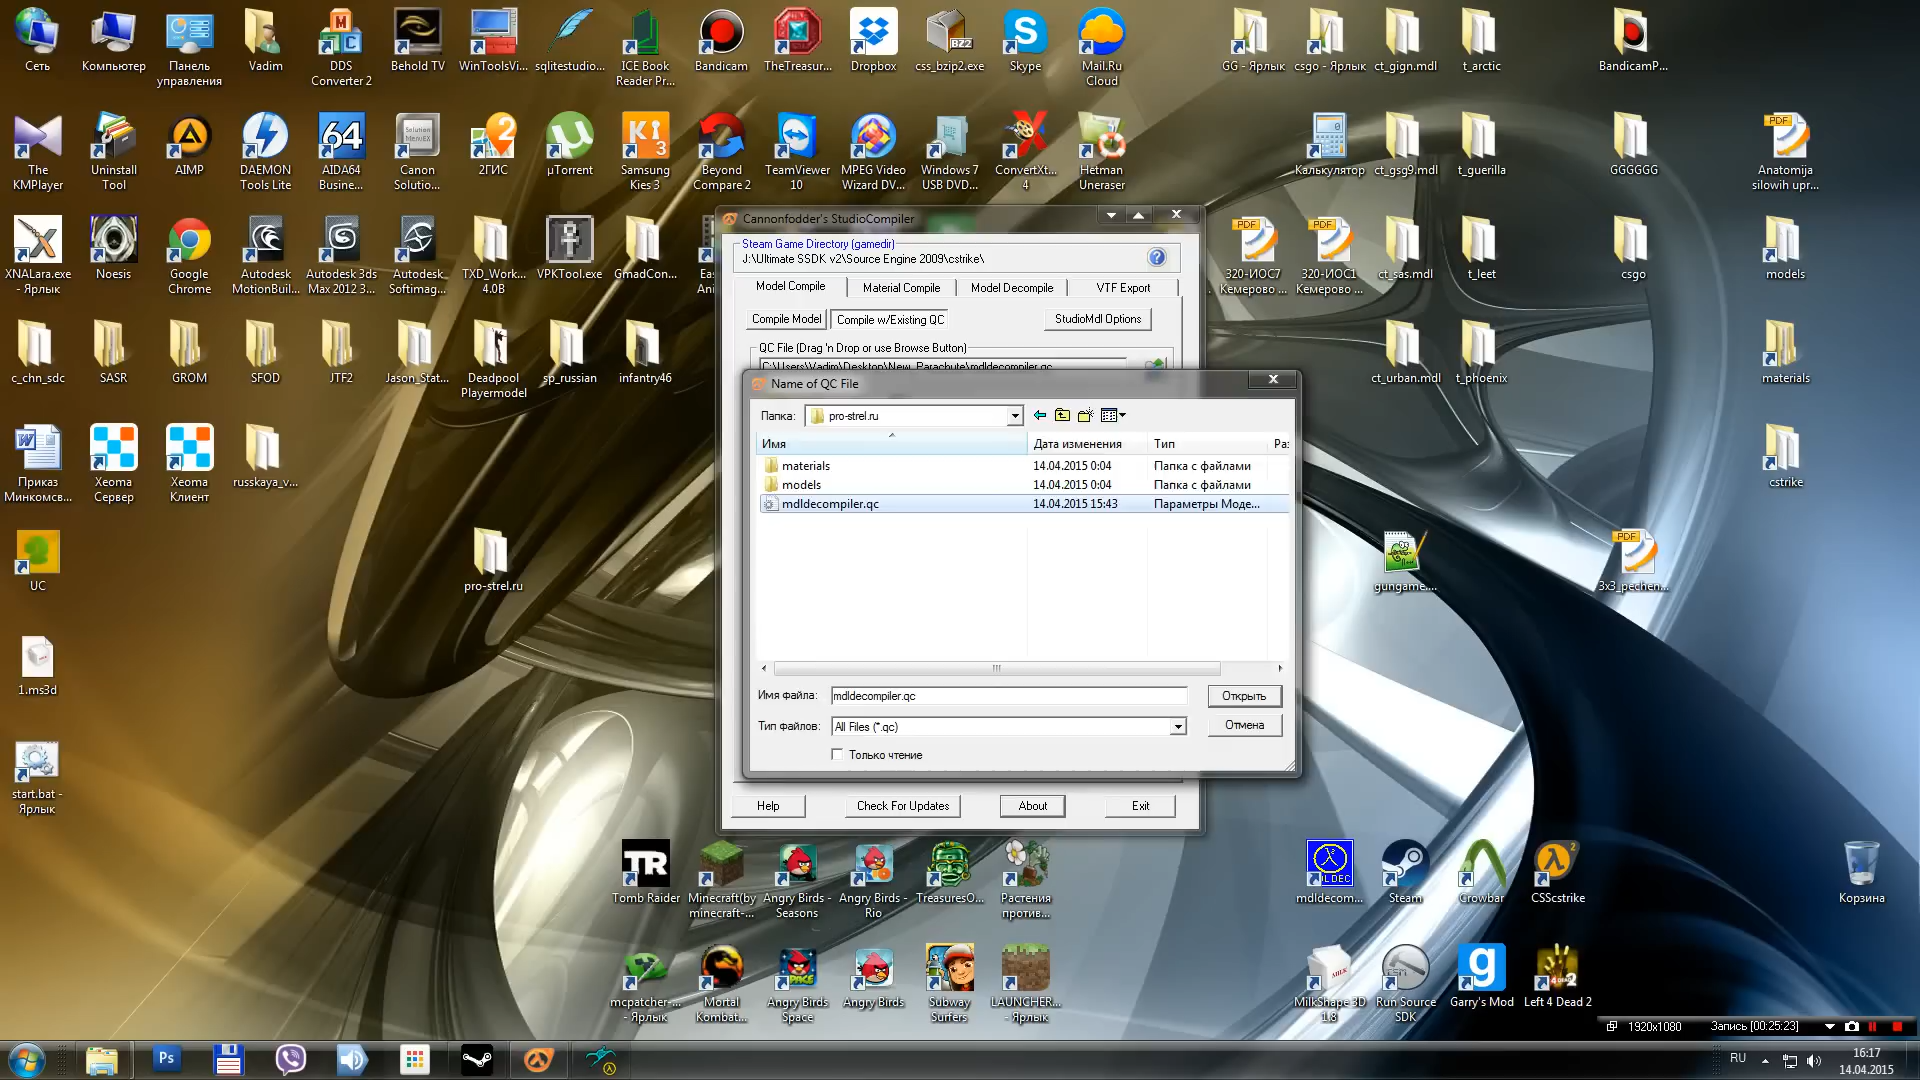 Сеть
Компьютер
Панель управления
Vadim
DDS Converter 2
Behold TV
WinToolsVi...
sqlitestudio...
ICE Book Reader Pr...
Bandicam
TheTreasur...
Dropbox
css_bzip2.exe
Skype
Mail.Ru Cloud
GG - Ярлык
csgo - Ярлык
ct_gign.mdl
t_arctic
BandicamP...
The KMPlayer
Uninstall Tool
AIMP
DAEMON Tools Lite
AIDA64 Busine...
Canon Solutio...
2ГИС
µTorrent
Samsung Kies 3
Beyond Compare 2
TeamViewer 10
MPEG Video Wizard DV...
Windows 7 USB DVD...
ConvertXt... 4
Hetman Uneraser
Калькулятор
ct_gsg9.mdl
t_guerilla
GGGGGG
Anatomija silowih upr...
XNALara.exe - Ярлык
Noesis
Google Chrome
Autodesk MotionBuil...
Autodesk 3ds Max 2012 3...
Autodesk Softimag...
TXD_Work... 4.0B
VPKTool.exe
GmadCon...
320-ИОС7 Кемерово ...
320-ИОС1 Кемерово ...
ct_sas.mdl
t_leet
csgo
models
c_chn_sdc
SASR
GROM
SFOD
JTF2
Jason_Stat...
Deadpool Playermodel
sp_russian
infantry46
ct_urban.mdl
t_phoenix
materials
Приказ Минкомсв...
Xeoma Сервер
Xeoma Клиент
russkaya_v...
cstrike
UC
pro-strel.ru
gungame....
3x3_pechen...
1.ms3d
start.bat - Ярлык
Cannonfodder's StudioCompiler
Steam Game Directory (gamedir)
J:\Ultimate SSDK v2\Source Engine 2009\cstrike\
Model Compile
Material Compile
Model Decompile
VTF Export
Compile Model
Compile w/Existing QC
StudioMdl Options
QC File (Drag 'n Drop or use Browse Button)
C:\Users\Vadim\Desktop\New_Parachute\mdldecompiler.qc
Name of QC File
Папка:
pro-strel.ru
Имя
Дата изменения
Тип
Ра
materials
14.04.2015 0:04
Папка с файлами
models
14.04.2015 0:04
Папка с файлами
mdldecompiler.qc
14.04.2015 15:43
Параметры Моде...
Имя файла:
mdldecompiler.qc
Открыть
Тип файлов:
All Files (*.qc)
Отмена
Только чтение
Help
Check For Updates
About
Exit
Tomb Raider
Minecraft(by minecraft-...
Angry Birds - Seasons
Angry Birds - Rio
TreasuresO...
Растения против...
mdldecom...
Steam
Crowbar
CSScstrike
Корзина
mcpatcher-... - Ярлык
Mortal Kombat...
Angry Birds Space
Angry Birds
Subway Surfers
LAUNCHER... - Ярлык
MilkShape 3D 1.8
Run Source SDK
Garry's Mod
Left 4 Dead 2
1920x1080
Запись [00:25:23]
RU
16:17
14.04.2015